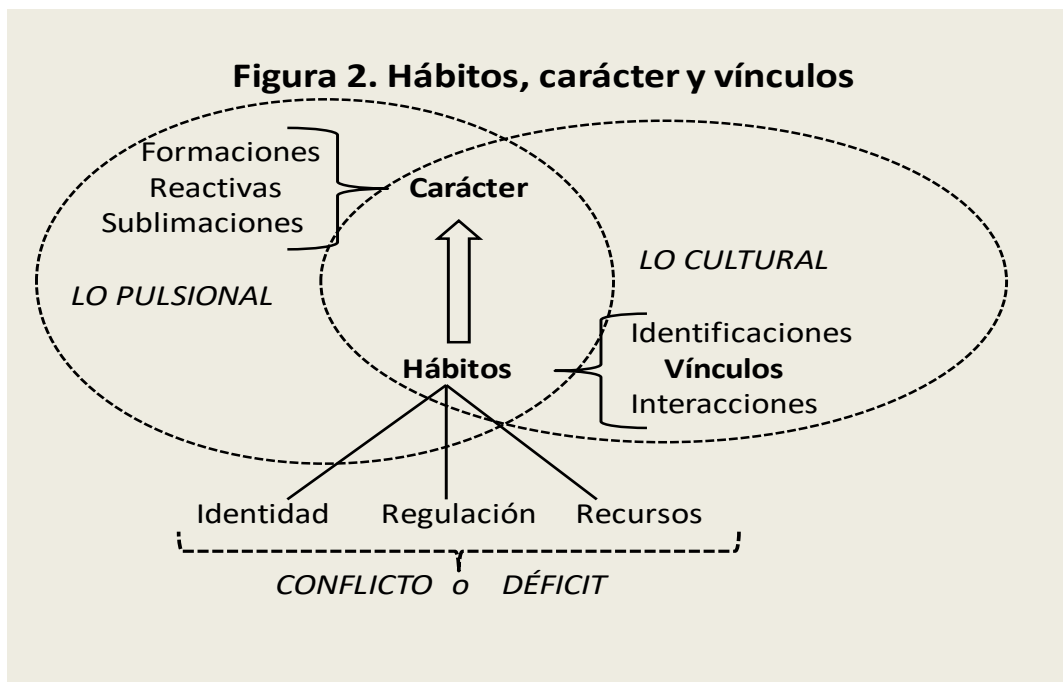 Figura 2. Hábitos, carácter y vínculos
Formaciones
Reactivas
Sublimaciones
Carácter
LO PULSIONAL
LO CULTURAL
Hábitos
Identificaciones
Vínculos
Interacciones
Identidad Regulación Recursos
CONFLICTO o DÉFICIT